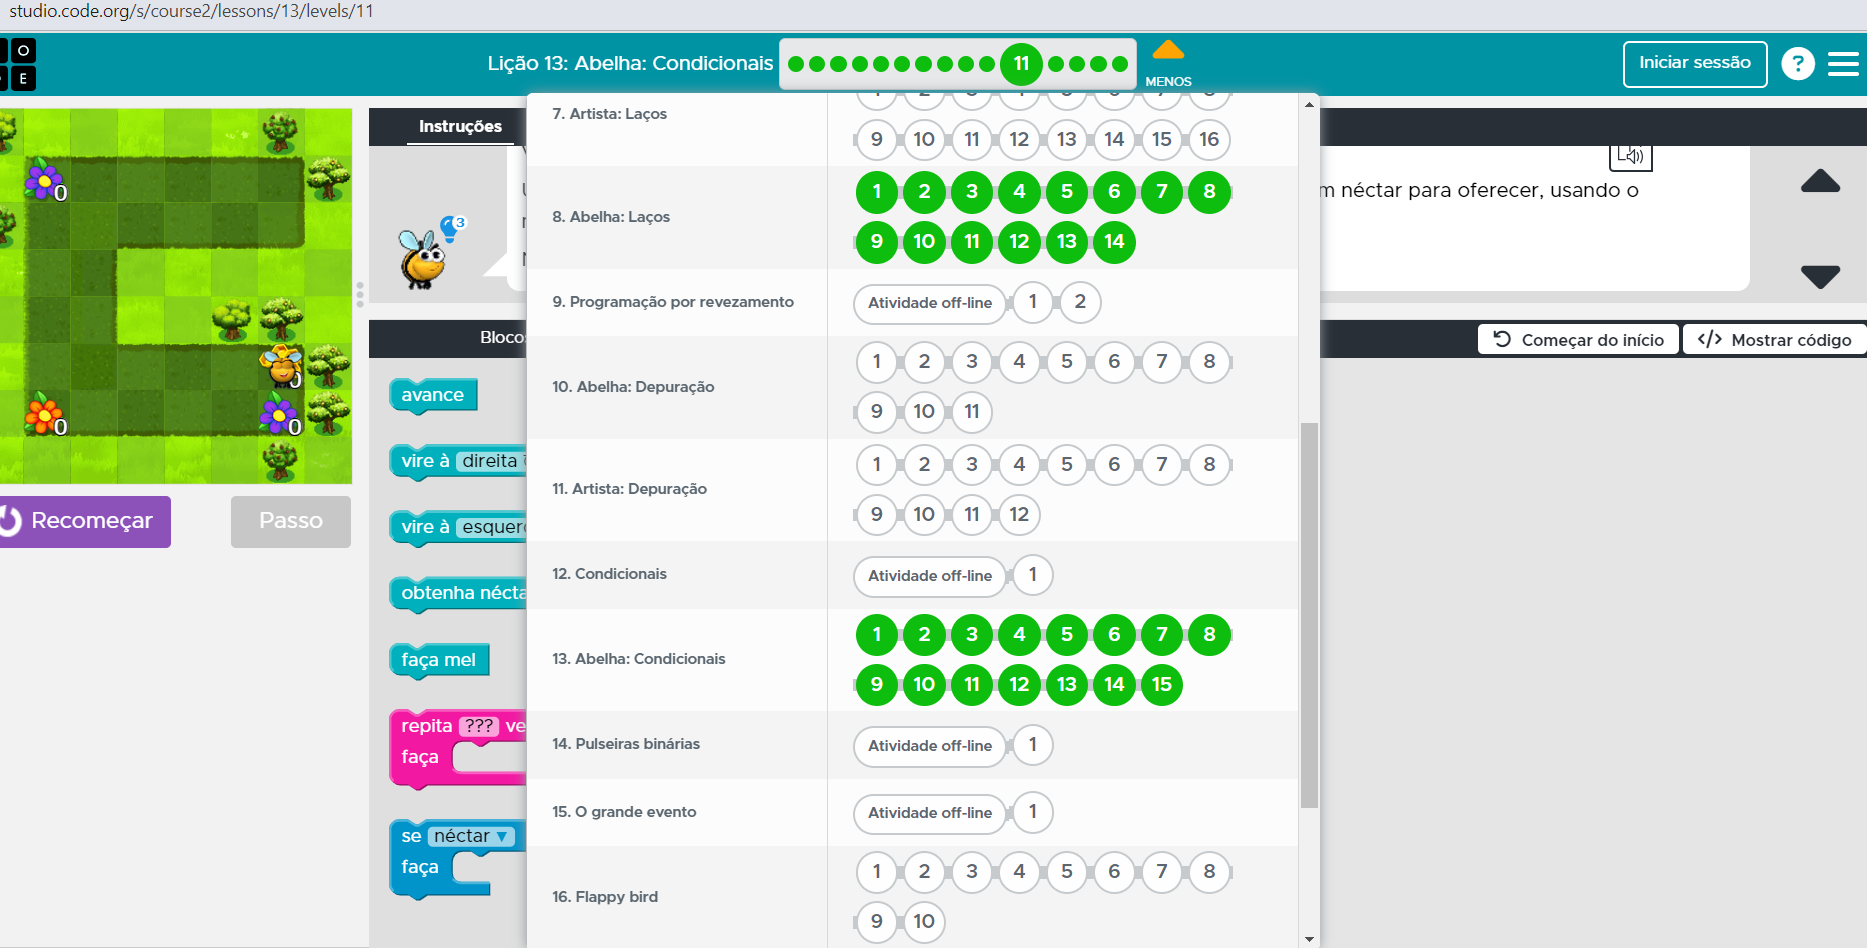 studio.code.org/s/course2/lessons/13/levels/11
O
E
Lição 13: Abelha: Condicionais
11
MENOS
Iniciar sessão
?
Instruções
3
m néctar para oferecer, usando o
0
0
0
0
Recomeçar
Passo
Blocos
Começar do início
</> Mostrar código
avance
vire à direita
vire à esquer
obtenha nécta
faça mel
repita ??? ve
faça
se néctar ▼
faça
7. Artista: Laços
9 10 11 12 13 14 15 16
8. Abelha: Laços
1 2 3 4 5 6 7 8
9 10 11 12 13 14
9. Programação por revezamento
Atividade off-line 1 2
10. Abelha: Depuração
1 2 3 4 5 6 7 8
9 10 11
11. Artista: Depuração
1 2 3 4 5 6 7 8
9 10 11 12
12. Condicionais
Atividade off-line 1
13. Abelha: Condicionais
1 2 3 4 5 6 7 8
9 10 11 12 13 14 15
14. Pulseiras binárias
Atividade off-line 1
15. O grande evento
Atividade off-line 1
16. Flappy bird
1 2 3 4 5 6 7 8
9 10